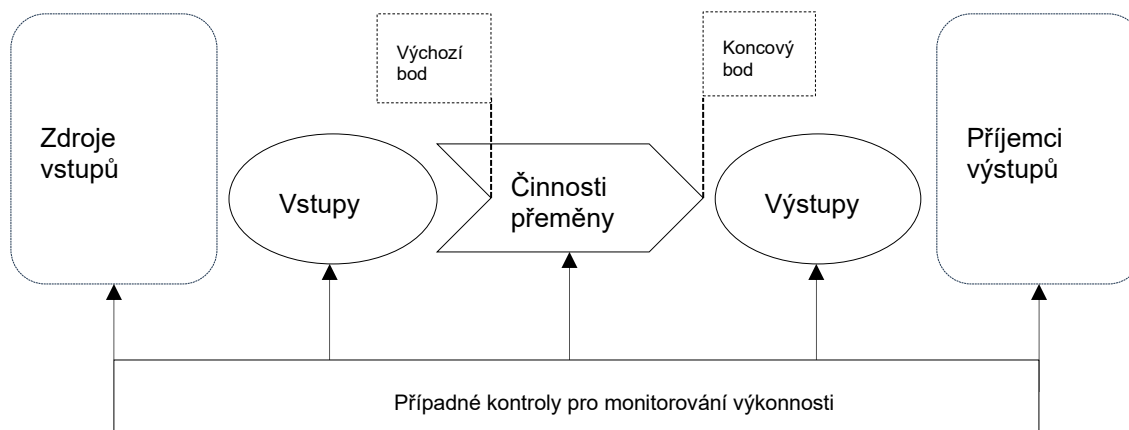 Výchozí
bod
Koncový
bod
Zdroje
vstupů
Vstupy
Činnosti
přeměny
Výstupy
Příjemci
výstupů
Případné kontroly pro monitorování výkonnosti